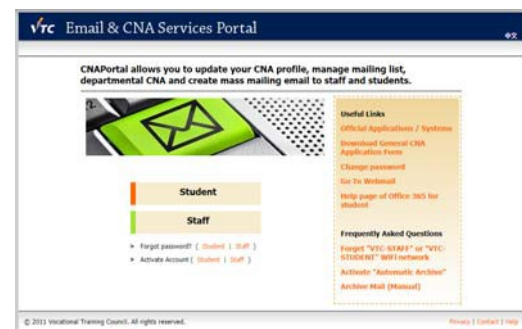 VTC Email & CNA Services Portal
中文
CNAPortal allows you to update your CNA profile, manage mailing list,
departmental CNA and create mass mailing email to staff and students.
Student
Staff
Forgot password? ( Student | Staff )
Activate Account ( Student | Staff )
Useful Links
Official Applications / Systems
Download General CNA
Application Form
Change password
Go To Webmail
Help page of Office 365 for
student
Frequently Asked Questions
Forget "VTC-STAFF" or "VTC-
STUDENT" WiFi network
Activate "Automatic Archive"
Archive Mail (Manual)
© 2011 Vocational Training Council. All rights reserved.
Privacy | Contact | Help